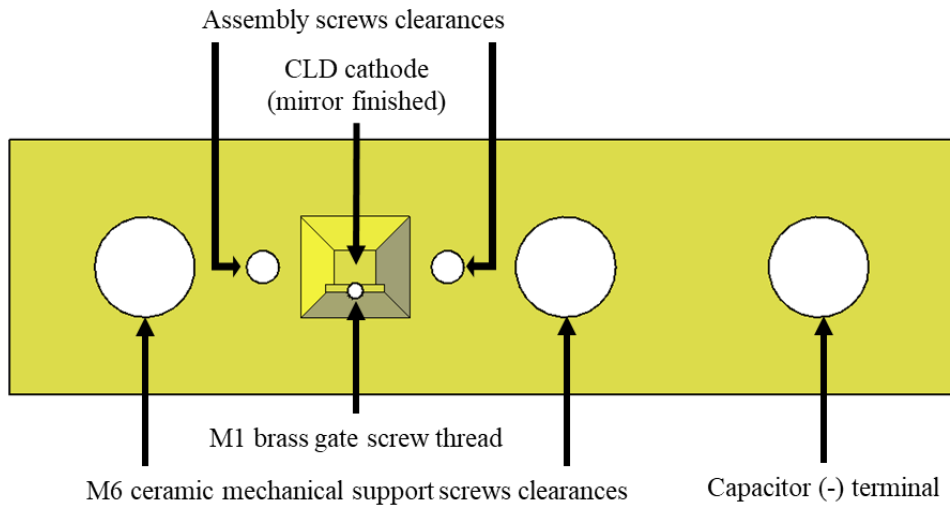 Assembly screws clearances
CLD cathode
(mirror finished)
M1 brass gate screw thread
M6 ceramic mechanical support screws clearances
Capacitor (-) terminal